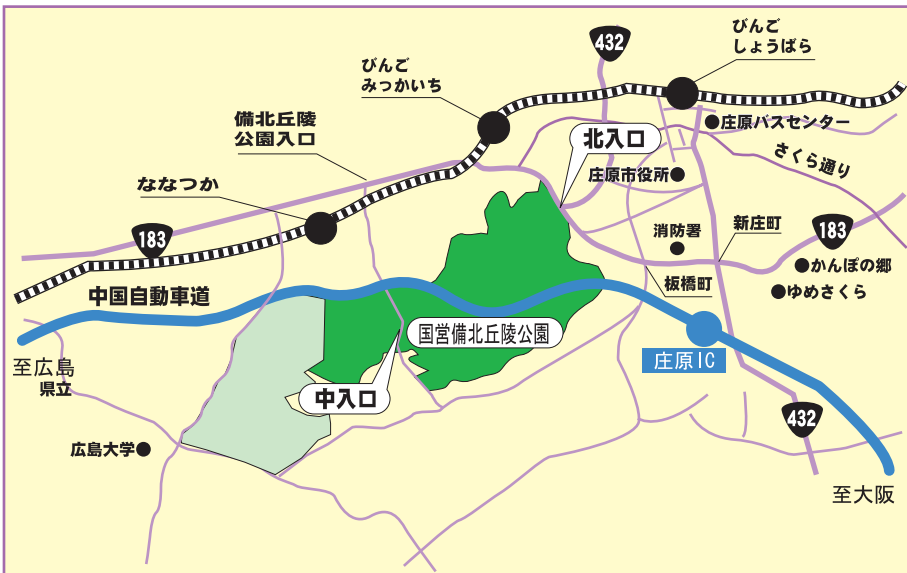 びんご
しょうばら
432
びんご
みっかいち
備北丘陵
公園入口
庄原バスセンター
北入口
さくら通り
庄原市役所
ななつか
183
消防署
新庄町
183
かんぽの郷
板橋町
ゆめさくら
中国自動車道
国営備北丘陵公園
庄原IC
至広島
県立
中入口
432
広島大学
至大阪